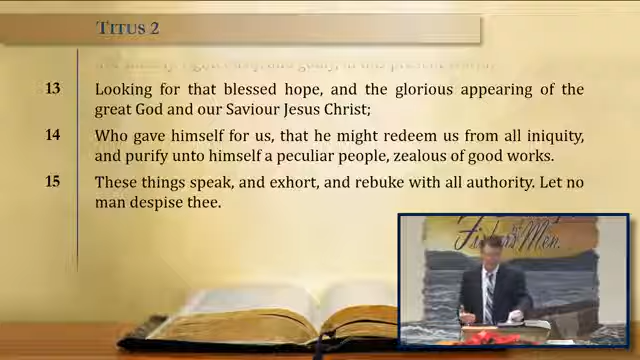 TITUS 2
13 Looking for that blessed hope, and the glorious appearing of the
great God and our Saviour Jesus Christ;
14 Who gave himself for us, that he might redeem us from all iniquity,
and purify unto himself a peculiar people, zealous of good works.
15 These things speak, and exhort, and rebuke with all authority. Let no
man despise thee.
Fishers
of Men.